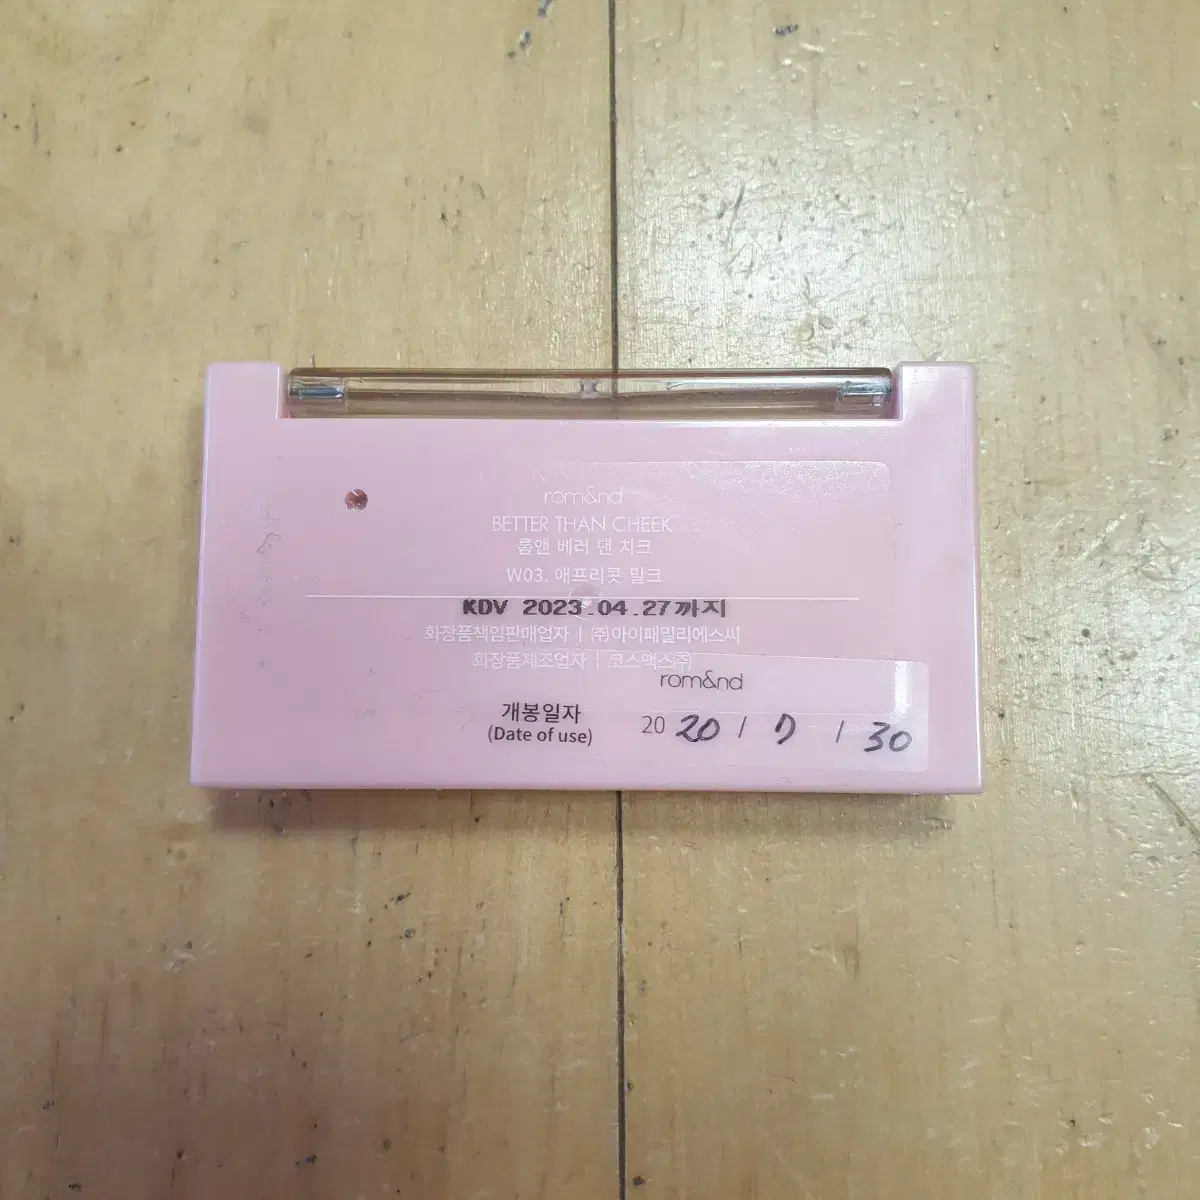 rom&nd
BETTER THAN CHEEK
롬앤 베러 댄 치크
W03. 애프리콧 밀크
KDV 2023.04.27까지
화장품책임판매업자 | ㈜아이패밀리에스씨
화장품제조업자 | 코스맥스㈜
rom&nd
개봉일자 20 20 / 7 / 30
(Date of use)